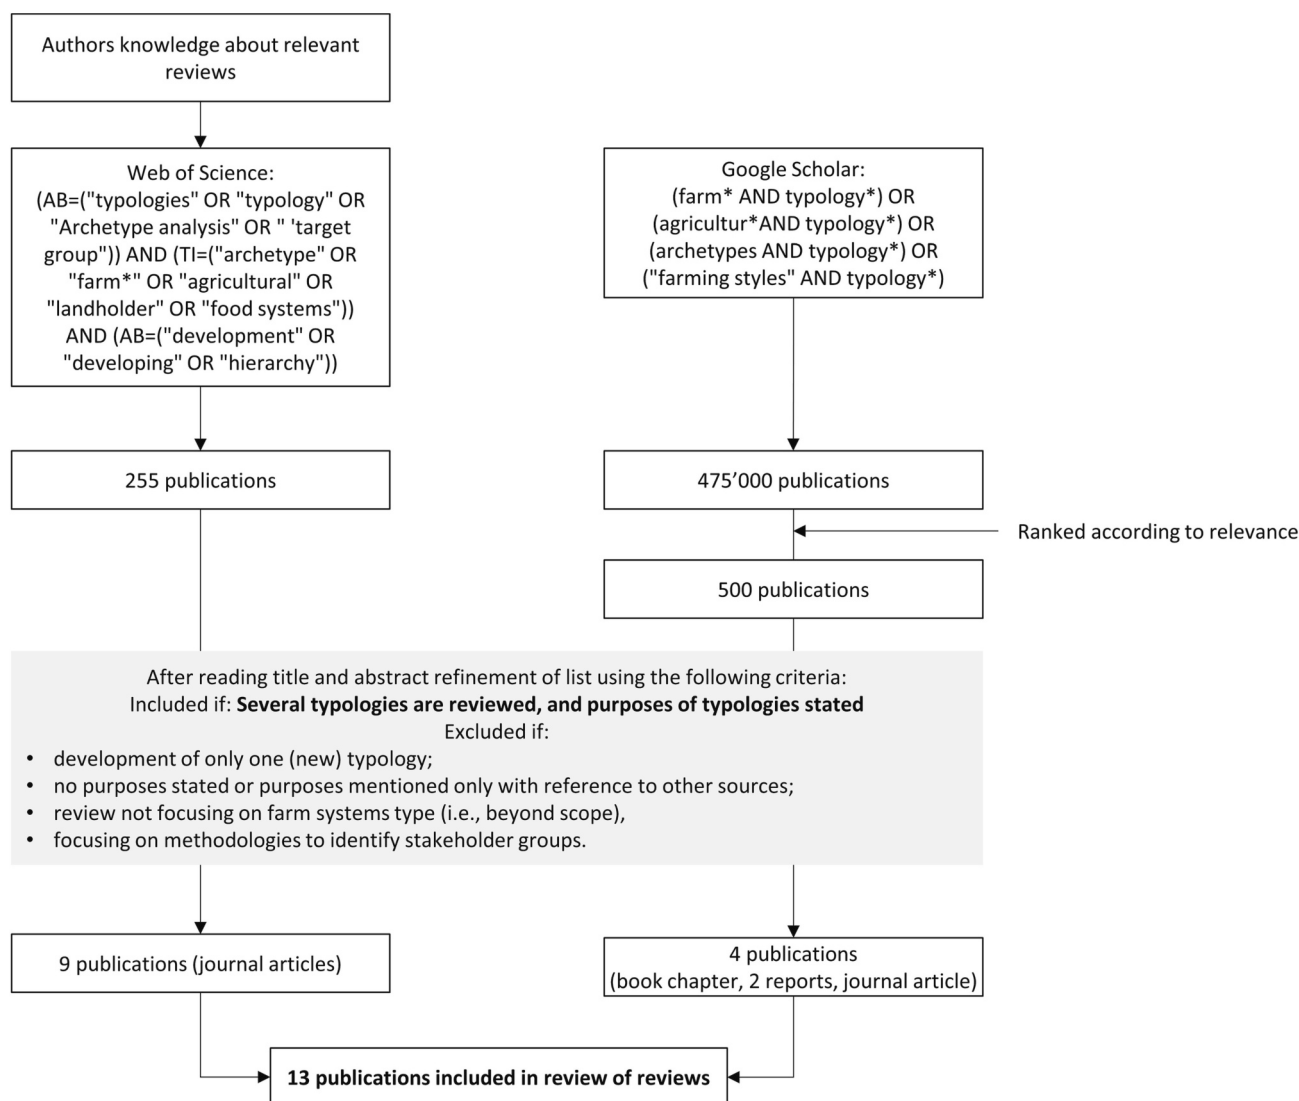 Authors knowledge about relevant
reviews
Web of Science:
(AB=("typologies" OR "typology" OR
"Archetype analysis" OR " 'target
group")) AND (TI=("archetype" OR
"farm*" OR "agricultural" OR
"landholder" OR "food systems"))
AND (AB=("development" OR
"developing" OR "hierarchy"))
Google Scholar:
(farm* AND typology*) OR
(agricultur*AND typology*) OR
(archetypes AND typology*) OR
("farming styles" AND typology*)
255 publications
475’000 publications
Ranked according to relevance
500 publications
After reading title and abstract refinement of list using the following criteria:
Included if: Several typologies are reviewed, and purposes of typologies stated
Excluded if:
• development of only one (new) typology;
• no purposes stated or purposes mentioned only with reference to other sources;
• review not focusing on farm systems type (i.e., beyond scope),
• focusing on methodologies to identify stakeholder groups.
9 publications (journal articles)
4 publications
(book chapter, 2 reports, journal article)
13 publications included in review of reviews